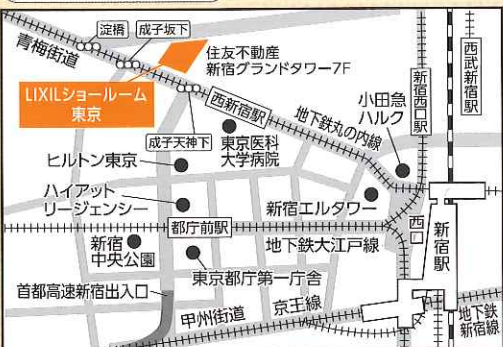 淀橋
成子坂下
青梅街道
住友不動産
新宿グランドタワー7F
LIXILショールーム
東京
西新宿駅
成子天神下
東京医科
大学病院
地下鉄丸の内線
小田急
ハルク
新宿西口駅
西武新宿駅
ヒルトン東京
ハイアット
リージェンシー
新宿エルタワー
都庁前駅
地下鉄大江戸線
西口
新宿駅
新宿
中央公園
東京都庁第一庁舎
首都高速新宿出入口
甲州街道
京王線
地下鉄
新宿線